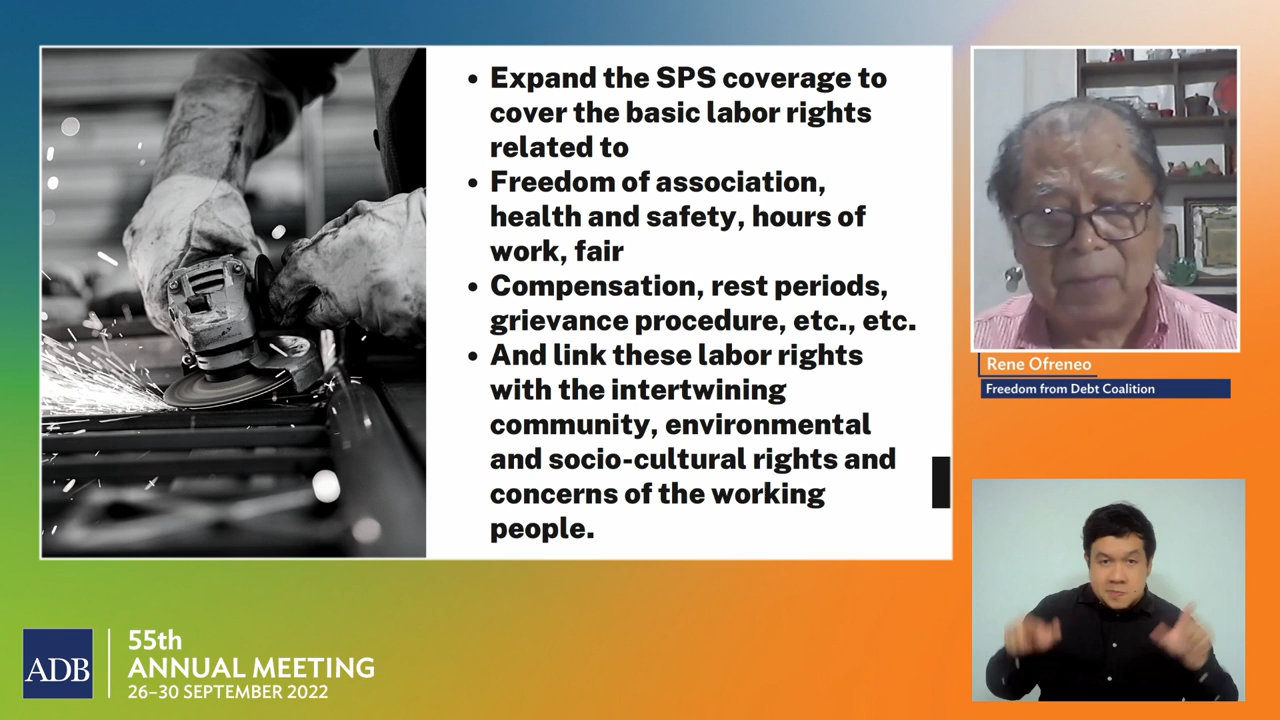 Expand the SPS coverage to
cover the basic labor rights
related to
Freedom of association,
health and safety, hours of
work, fair
Compensation, rest periods,
grievance procedure, etc., etc.
And link these labor rights
with the intertwining
community, environmental
and socio-cultural rights and
concerns of the working
people.
Rene Ofreneo
Freedom from Debt Coalition
ADB
55th
ANNUAL MEETING
26–30 SEPTEMBER 2022